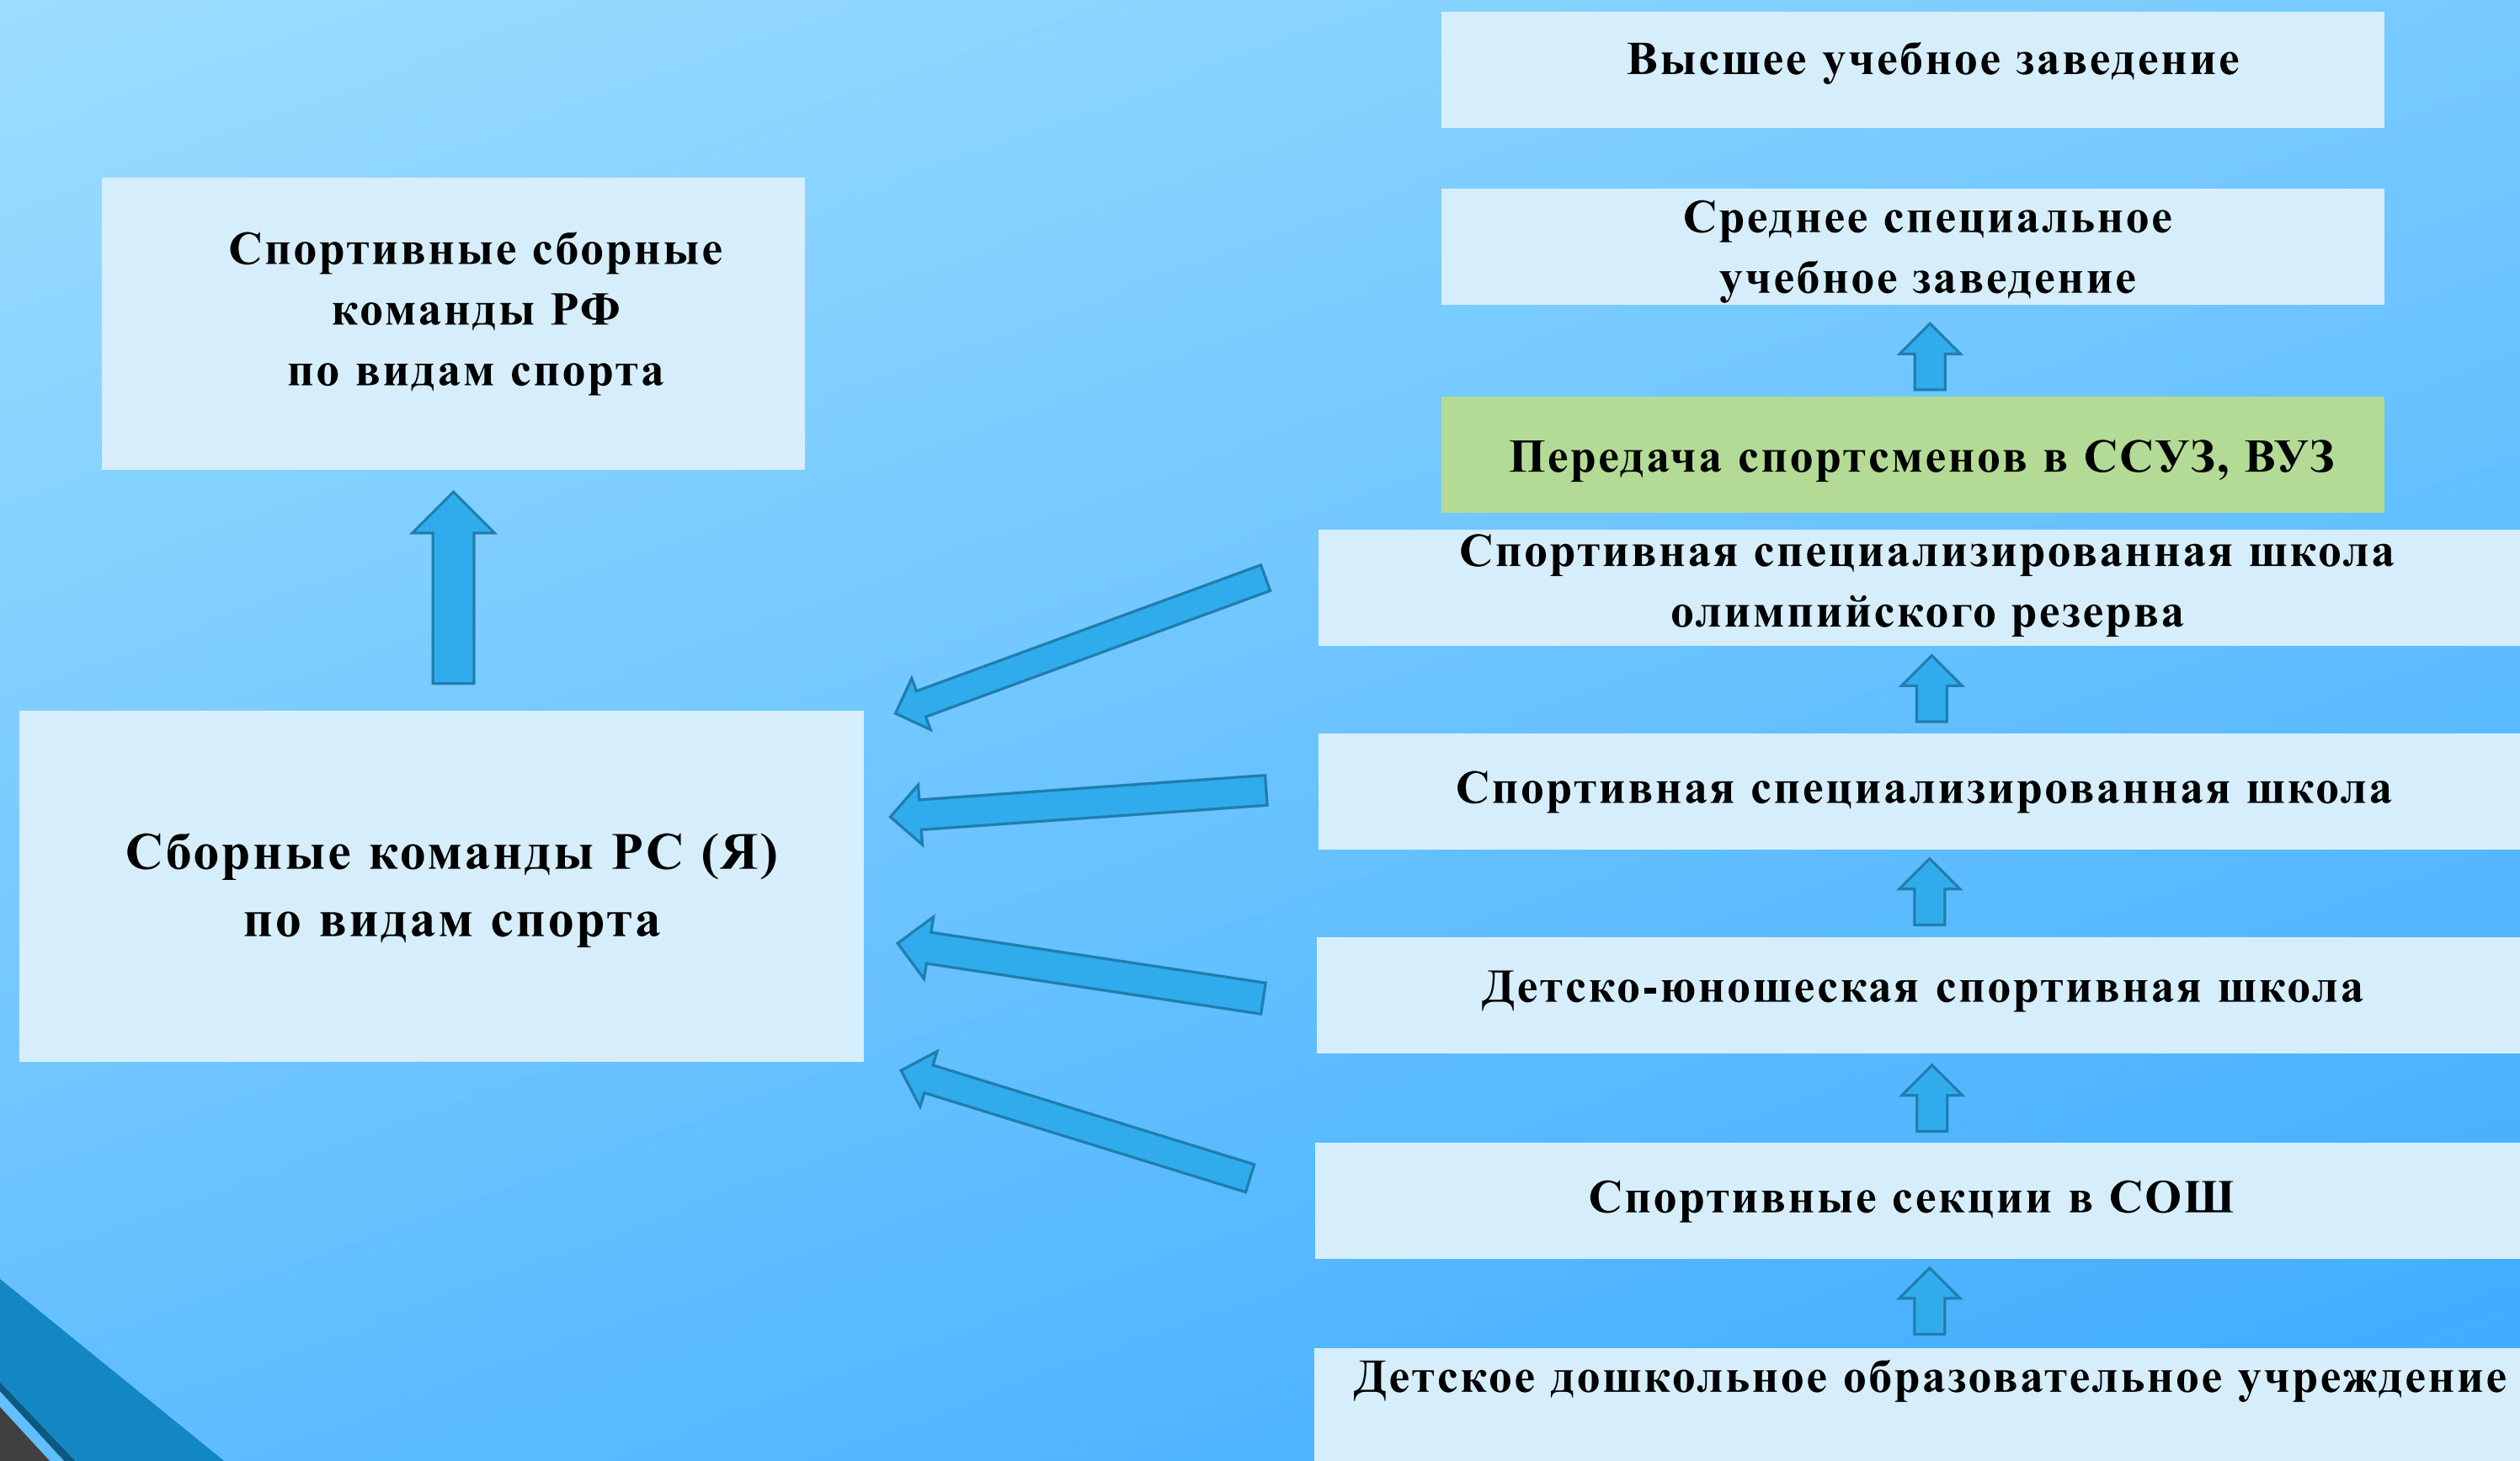 Высшее учебное заведение
Среднее специальное
учебное заведение
Спортивные сборные
команды РФ
по видам спорта
Передача спортсменов в ССУЗ, ВУЗ
Спортивная специализированная школа
олимпийского резерва
Спортивная специализированная школа
Сборные команды РС (Я)
по видам спорта
Детско-юношеская спортивная школа
Спортивные секции в СОШ
Детское дошкольное образовательное учреждение